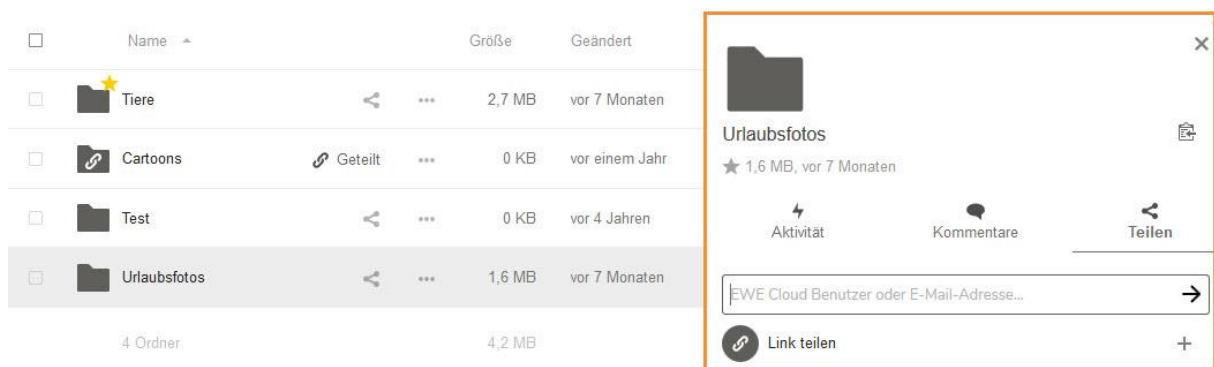 Name Größe Geändert
Tiere 2,7 MB vor 7 Monaten
Cartoons Geteilt 0 KB vor einem Jahr
Test 0 KB vor 4 Jahren
Urlaubsfotos 1,6 MB vor 7 Monaten
4 Ordner 4,2 MB
Urlaubsfotos
1,6 MB, vor 7 Monaten
Aktivität Kommentare Teilen
EWE Cloud Benutzer oder E-Mail-Adresse...
Link teilen